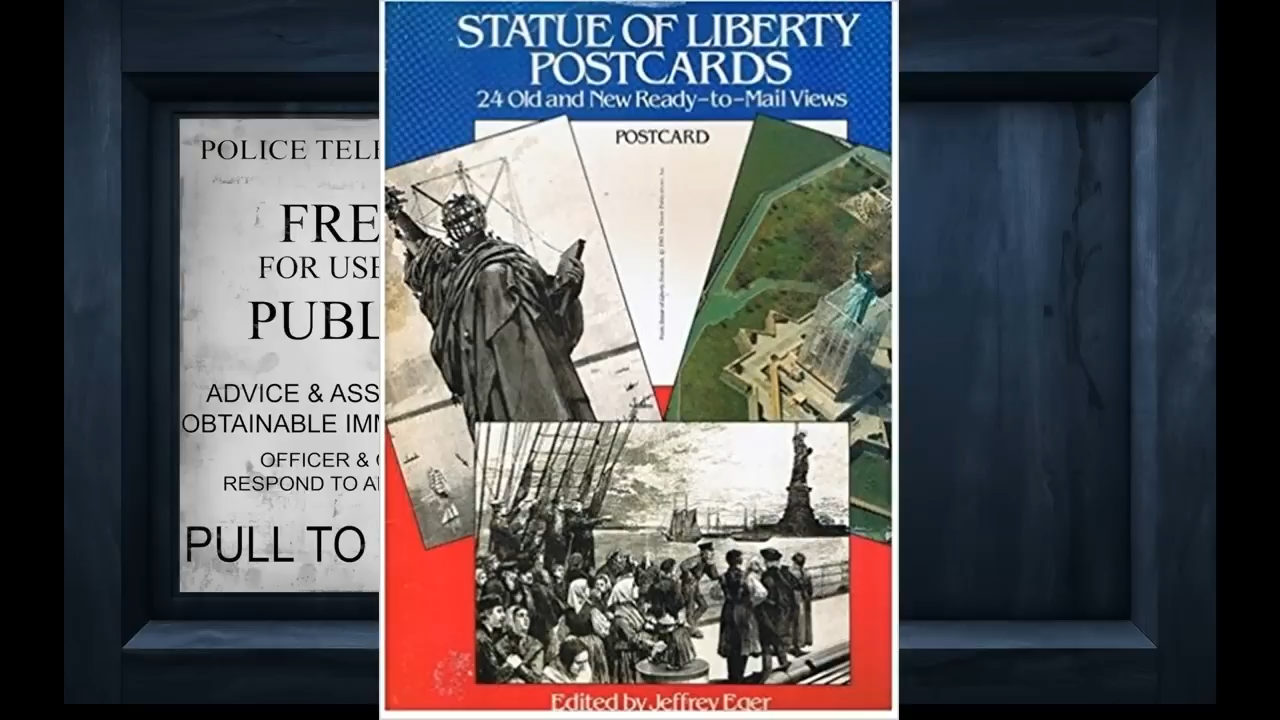 STATUE OF LIBERTY
POSTCARDS
24 Old and New Ready-to-Mail Views
POSTCARD
Edited by Jeffrey Eger
POLICE TELE
FRE
FOR USE
PUBL
ADVICE & ASS
OBTAINABLE IMM
OFFICER &
RESPOND TO A
PULL TO